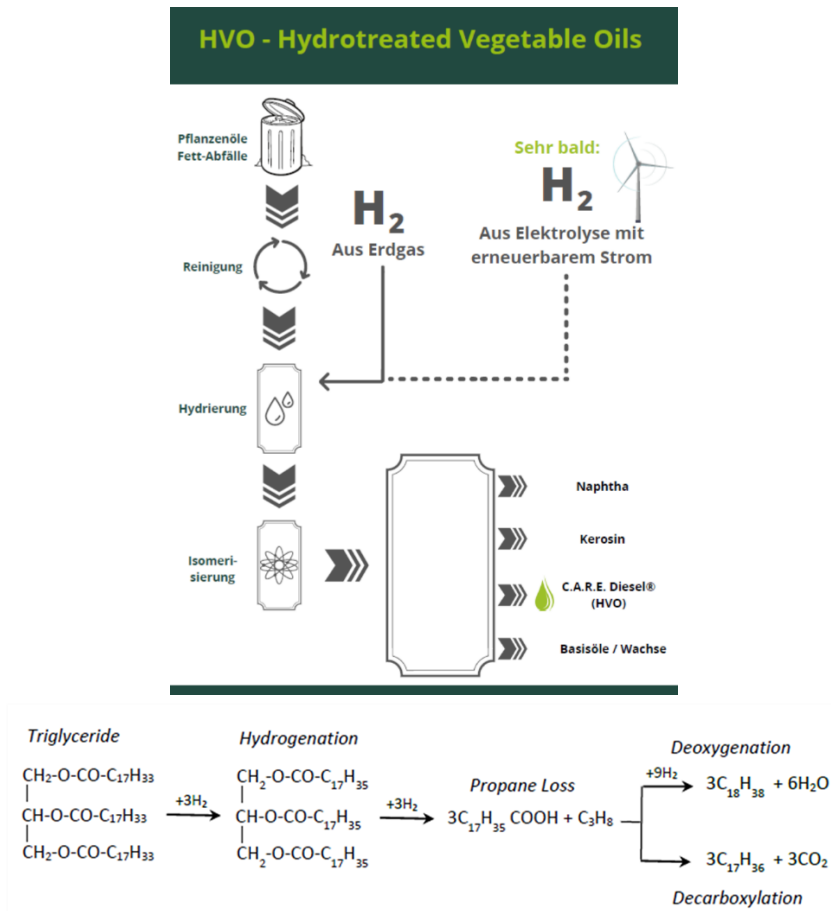 HVO - Hydrotreated Vegetable Oils
Pflanzenöle
Fett-Abfälle
Sehr bald:
H₂
Aus Elektrolyse mit
erneuerbarem Strom
H₂
Aus Erdgas
Reinigung
Hydrierung
Isomeri-
sierung
Naphtha
Kerosin
C.A.R.E. Diesel®
(HVO)
Basisöle / Wachse
Triglyceride
CH₂-O-CO-C₁₇H₃₃
CH-O-CO-C₁₇H₃₃
CH₂-O-CO-C₁₇H₃₃
+3H₂
Hydrogenation
CH₂-O-CO-C₁₇H₃₅
CH-O-CO-C₁₇H₃₅
CH₂-O-CO-C₁₇H₃₅
+3H₂
Propane Loss
3C₁₇H₃₅ COOH + C₃H₈
Deoxygenation
+9H₂
3C₁₈H₃₈ + 6H₂O
3C₁₇H₃₆ + 3CO₂
Decarboxylation